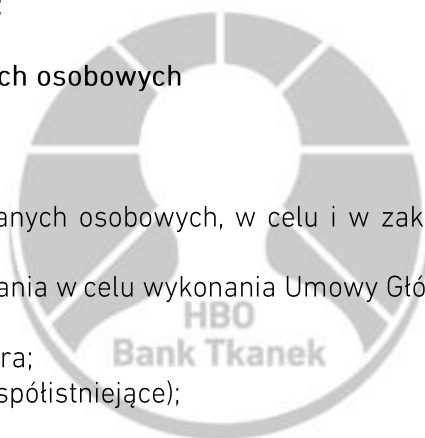 ch osobowych
anych osobowych, w celu i w zak
ania w celu wykonania Umowy Głó
HBO
Bank Tkanek
ra;
spółistniejące);